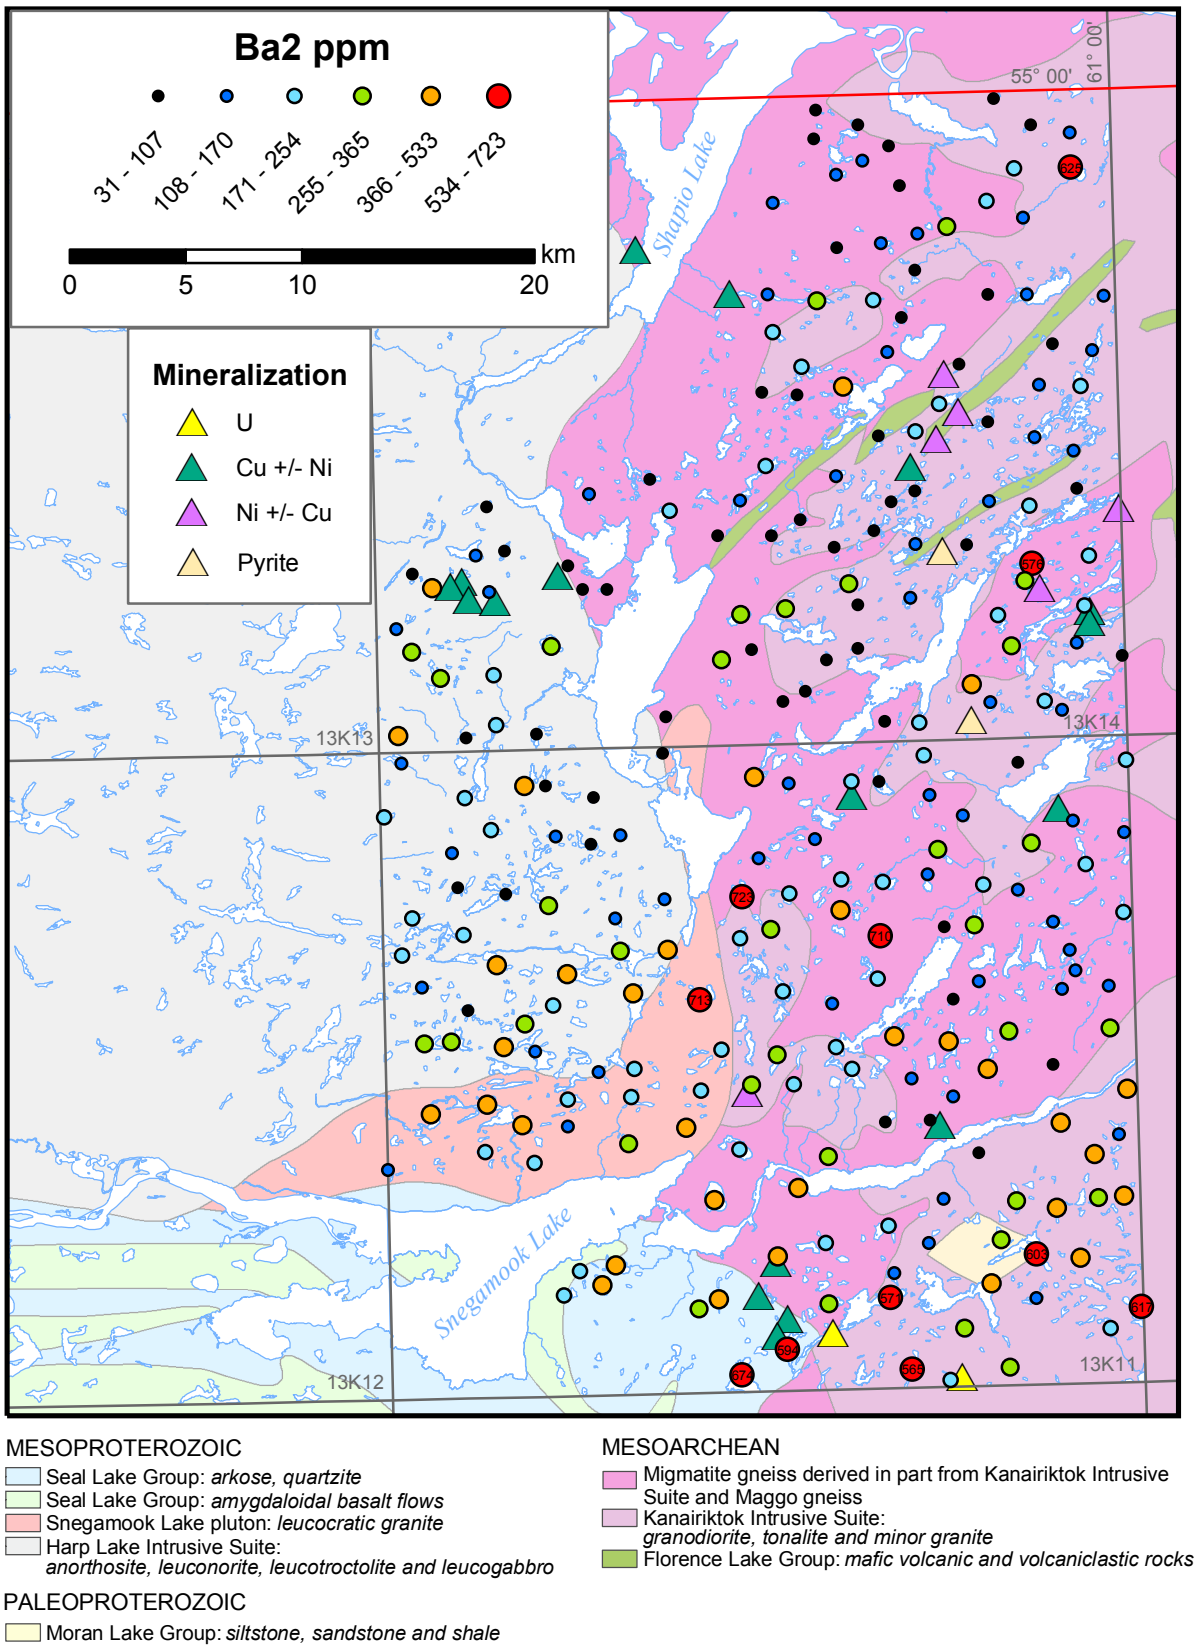 Ba2 ppm
31 - 107
108 - 170
171 - 254
255 - 365
366 - 533
534 - 723
km
0 5 10 20
Mineralization
U
Cu +/- Ni
Ni +/- Cu
Pyrite
55° 00'
61° 00'
Shapio Lake
625
576
13K13
13K14
723
710
713
Snegamook Lake
603
571
617
594
674
565
13K12
13K11
MESOPROTEROZOIC
Seal Lake Group: arkose, quartzite
Seal Lake Group: amygdaloidal basalt flows
Snegamook Lake pluton: leucocratic granite
Harp Lake Intrusive Suite:
anorthosite, leuconorite, leucotroctolite and leucogabbro
PALEOPROTEROZOIC
Moran Lake Group: siltstone, sandstone and shale
MESOARCHEAN
Migmatite gneiss derived in part from Kanairiktok Intrusive
Suite and Maggo gneiss
Kanairiktok Intrusive Suite:
granodiorite, tonalite and minor granite
Florence Lake Group: mafic volcanic and volcaniclastic rocks